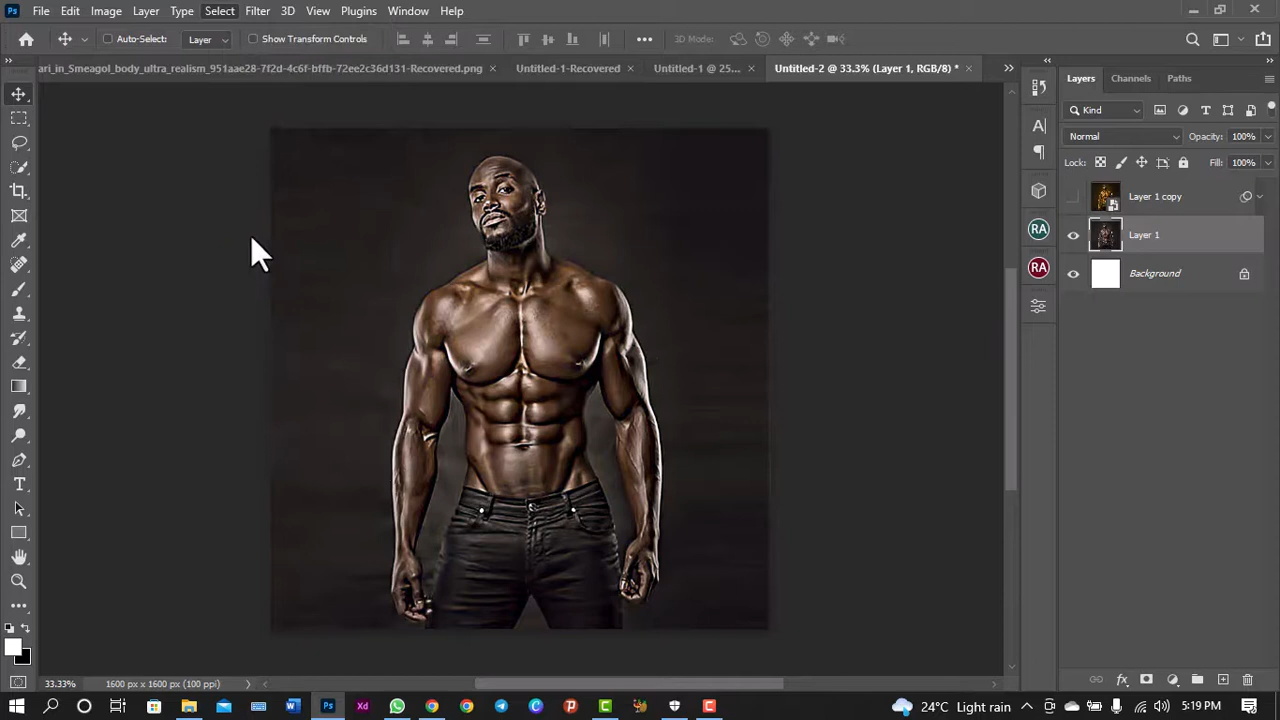 Ps File Edit Image Layer Type Select Filter 3D View Plugins Window Help
Auto-Select: Layer Show Transform Controls 3D Mode:
ari_in_Smeagol_body_ultra_realism_951aae28-7f2d-4c6f-bffb-72ee2c36d131-Recovered.png × Untitled-1-Recovered × Untitled-1 @ 25... × Untitled-2 @ 33.3% (Layer 1, RGB/8) * ×
Layers Channels Paths
Kind
Normal Opacity: 100%
Lock: Fill: 100%
Layer 1 copy
Layer 1
Background
RA
RA
33.33% 1600 px x 1600 px (100 ppi)
24°C Light rain 5:19 PM